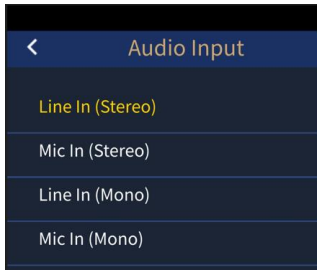 Audio Input
Line In (Stereo)
Mic In (Stereo)
Line In (Mono)
Mic In (Mono)